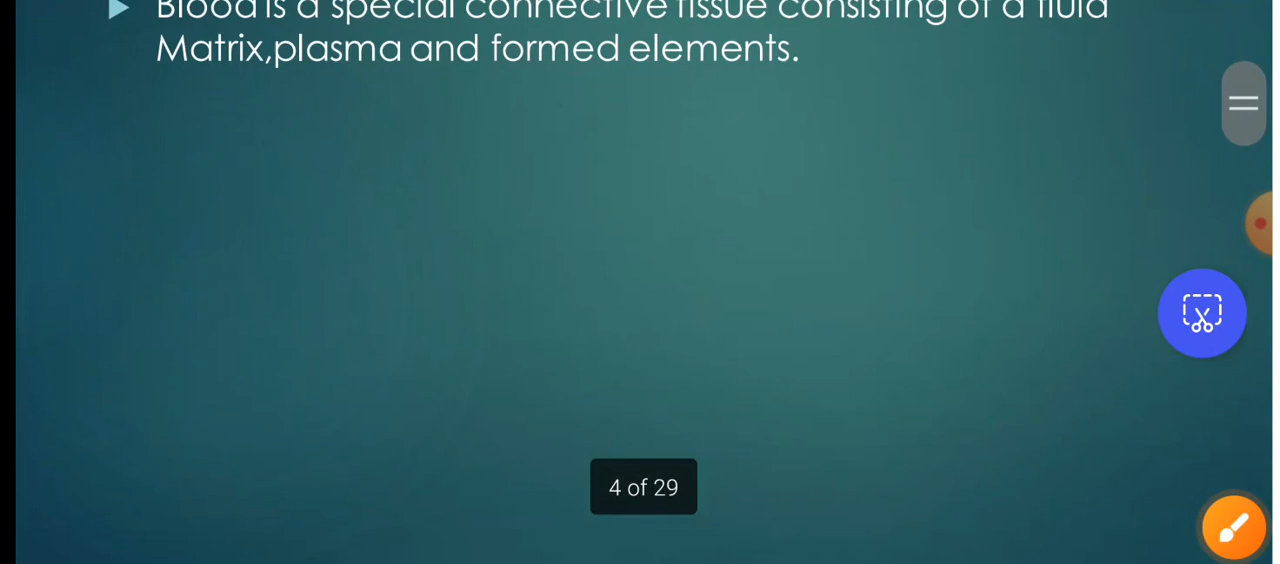 Blood is a special connective tissue consisting of a fluid
Matrix,plasma and formed elements.
4 of 29